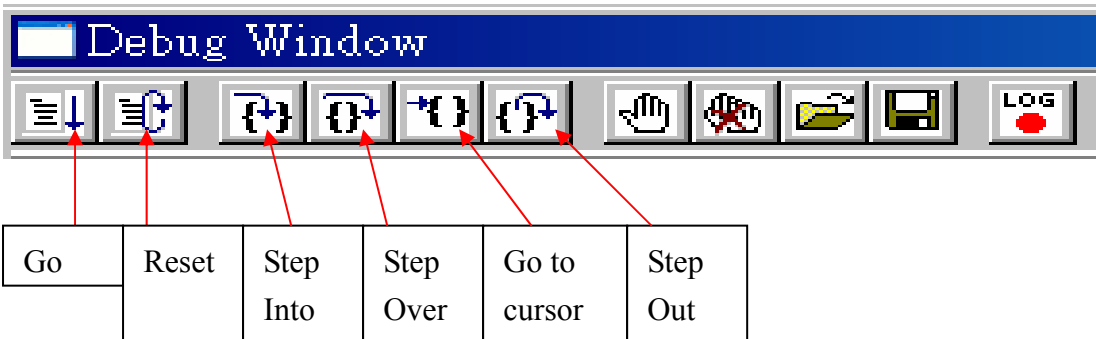 Debug Window
LOG
Go
Reset
Step
Into
Step
Over
Go to
cursor
Step
Out